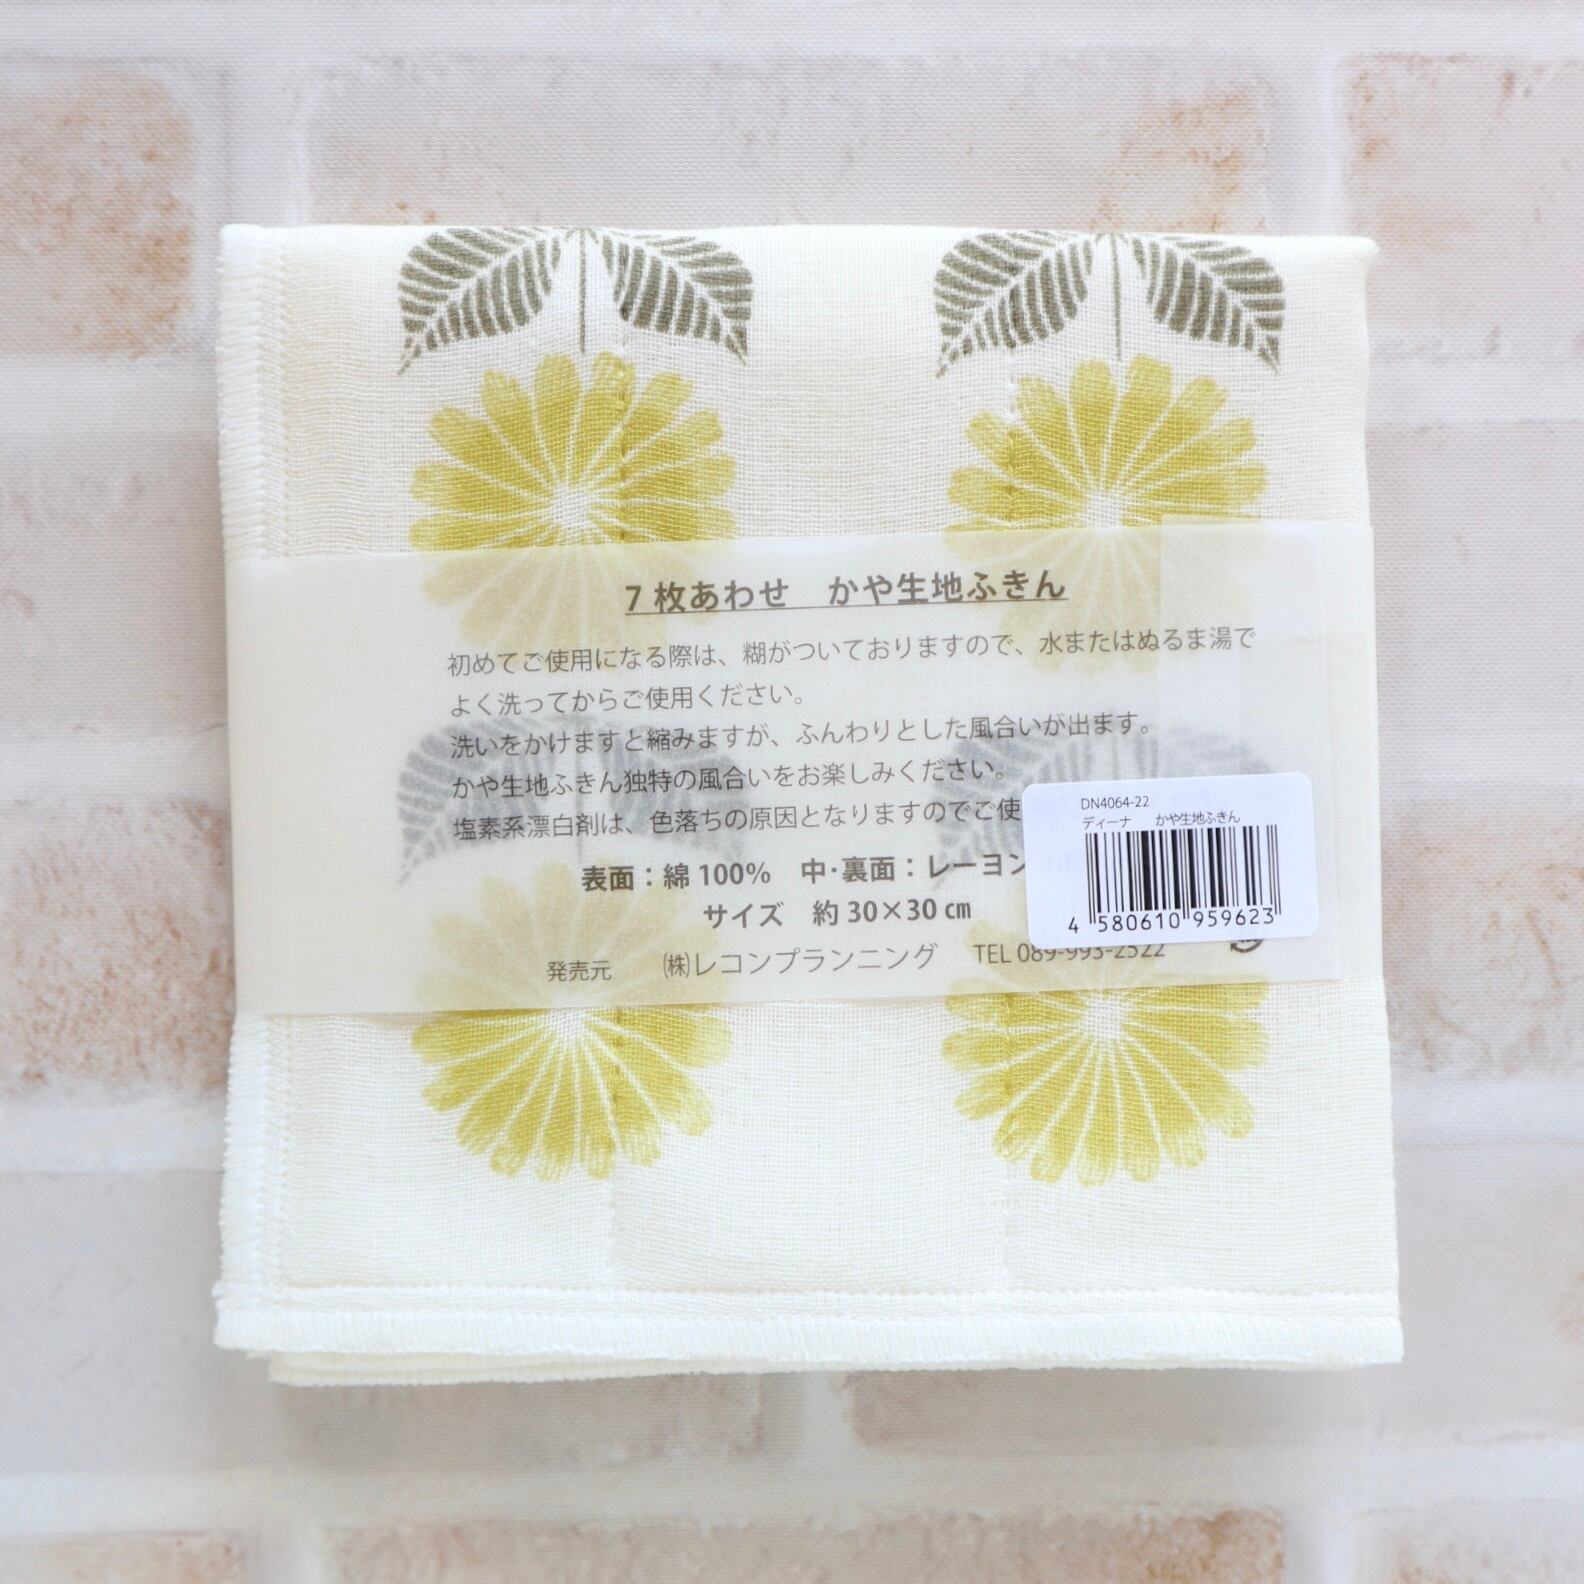 7枚あわせ　かや生地ふきん
初めてご使用になる際は、糊がついておりますので、水またはぬるま湯で
よく洗ってからご使用ください。
洗いをかけますと縮みますが、ふんわりとした風合いが出ます。
かや生地ふきん独特の風合いをお楽しみください。
塩素系漂白剤は、色落ちの原因となりますのでご使
表面：綿100%　中・裏面：レーヨン
サイズ　約30×30㎝
発売元　㈱レコンプランニング　TEL 089-993-2522
DN4064-22
ディーナ　かや生地ふきん
4 580610 959623